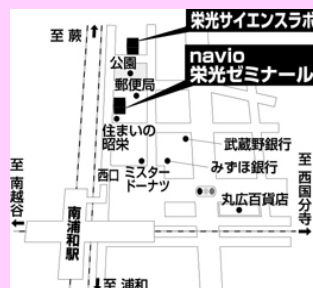 栄光サイエンスラボ
至 蕨
navio
栄光ゼミナール
公園
郵便局
住まいの
昭栄
武蔵野銀行
みずほ銀行
西口
ミスター
ドーナツ
至 南越谷
至 西国分寺
丸広百貨店
南浦和駅
至 浦和